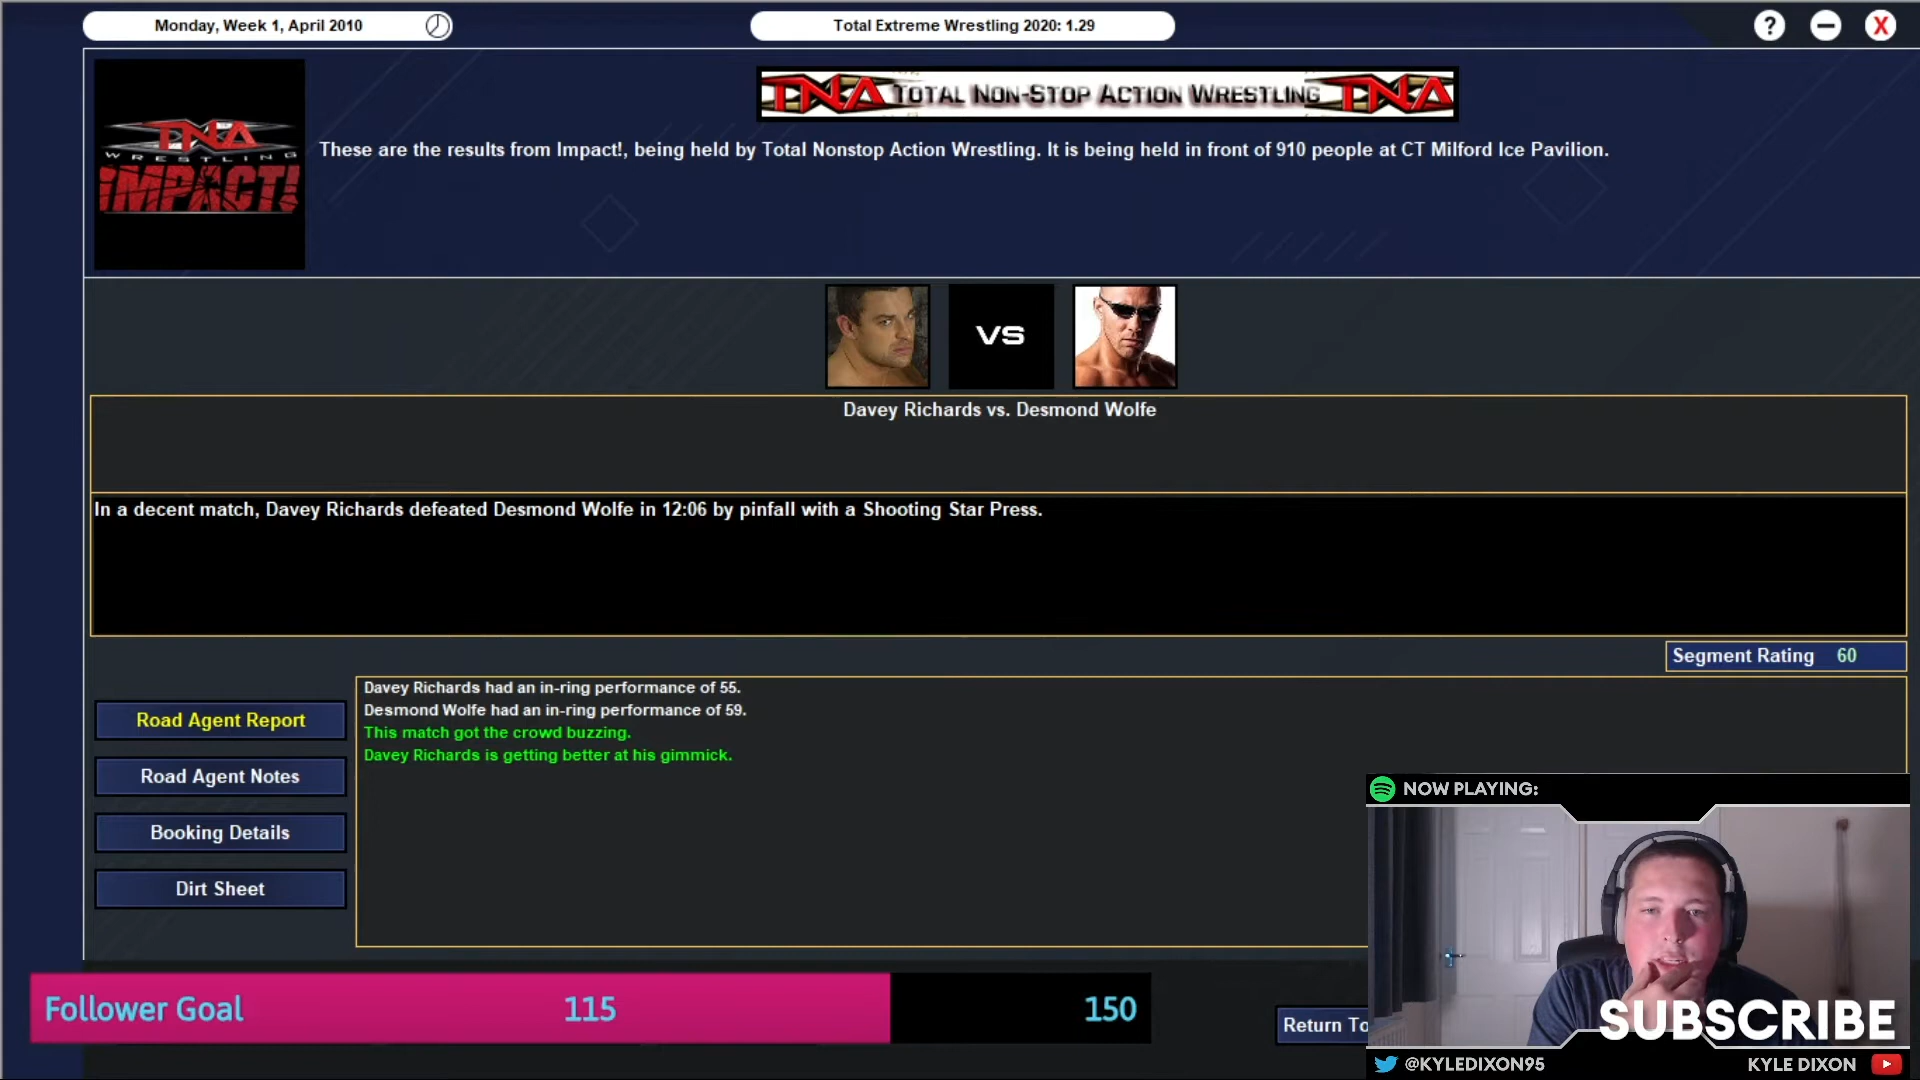 Monday, Week 1, April 2010
Total Extreme Wrestling 2020: 1.29
?
X
TNA TOTAL NON-STOP ACTION WRESTLING TNA
TNA
WRESTLING
IMPACT!
These are the results from Impact!, being held by Total Nonstop Action Wrestling. It is being held in front of 910 people at CT Milford Ice Pavilion.
VS
Davey Richards vs. Desmond Wolfe
In a decent match, Davey Richards defeated Desmond Wolfe in 12:06 by pinfall with a Shooting Star Press.
Segment Rating 60
Road Agent Report
Road Agent Notes
Booking Details
Dirt Sheet
Davey Richards had an in-ring performance of 55.
Desmond Wolfe had an in-ring performance of 59.
This match got the crowd buzzing.
Davey Richards is getting better at his gimmick.
NOW PLAYING:
Follower Goal 115 150
Return To
SUBSCRIBE
@KYLEDIXON95
KYLE DIXON